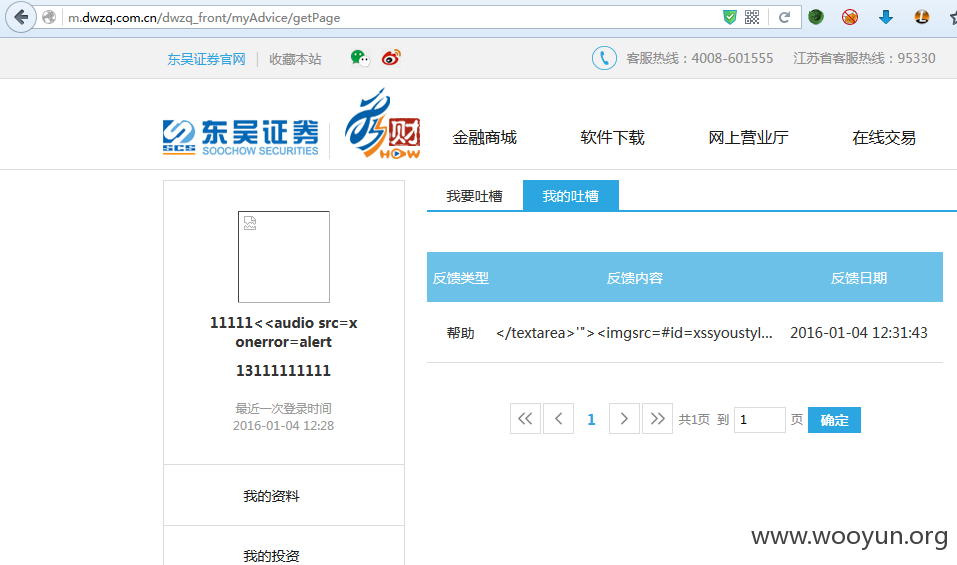 m.dwzq.com.cn/dwzq_front/myAdvice/getPage
东吴证券官网 | 收藏本站
客服热线：4008-601555 江苏省客服热线：95330
SCS 东吴证券 SOOCHOW SECURITIES
财 HOW
金融商城 软件下载 网上营业厅 在线交易
我要吐槽 我的吐槽
11111<<audio src=x
onerror=alert
13111111111
最近一次登录时间
2016-01-04 12:28
我的资料
我的投资
反馈类型 反馈内容 反馈日期
帮助 </textarea>'"><imgsrc=#id=xssyoustyl... 2016-01-04 12:31:43
<< < 1 > >> 共1页 到 1 页 确定
www.wooyun.org